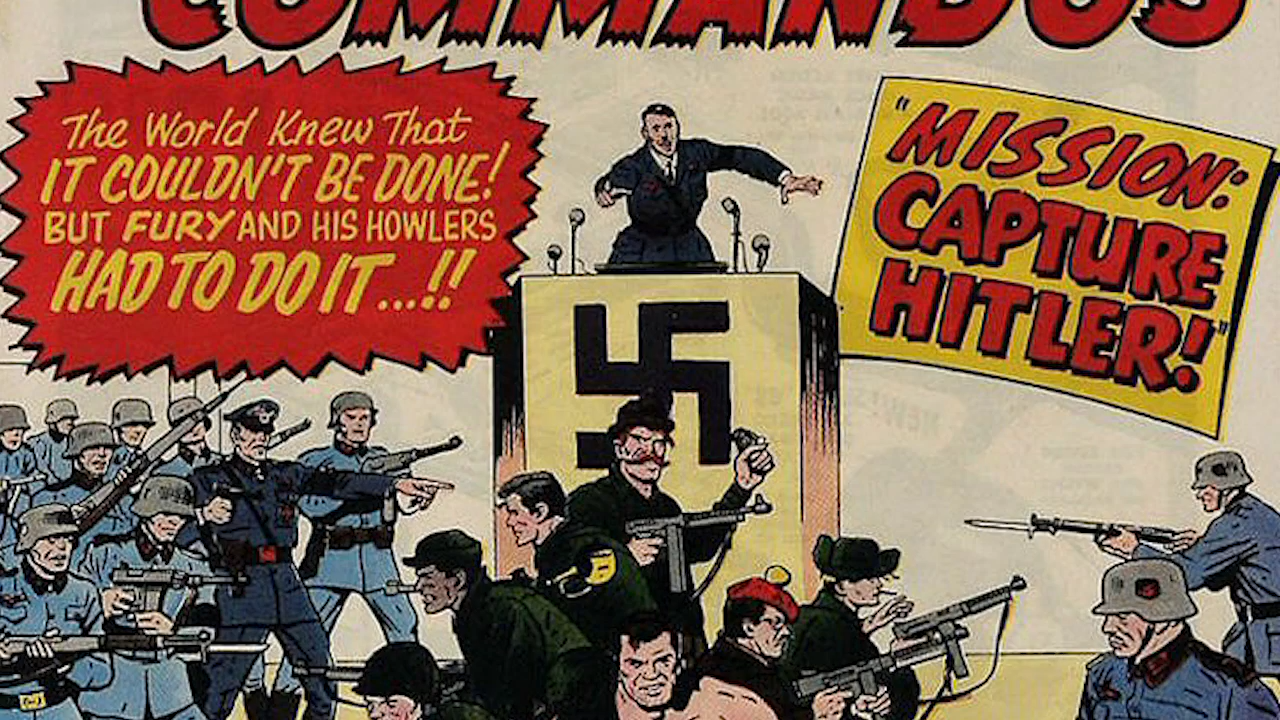 COMMANDOS
The World Knew That
IT COULDN'T BE DONE!
BUT FURY AND HIS HOWLERS
HAD TO DO IT...!!
"MISSION:
CAPTURE
HITLER!"